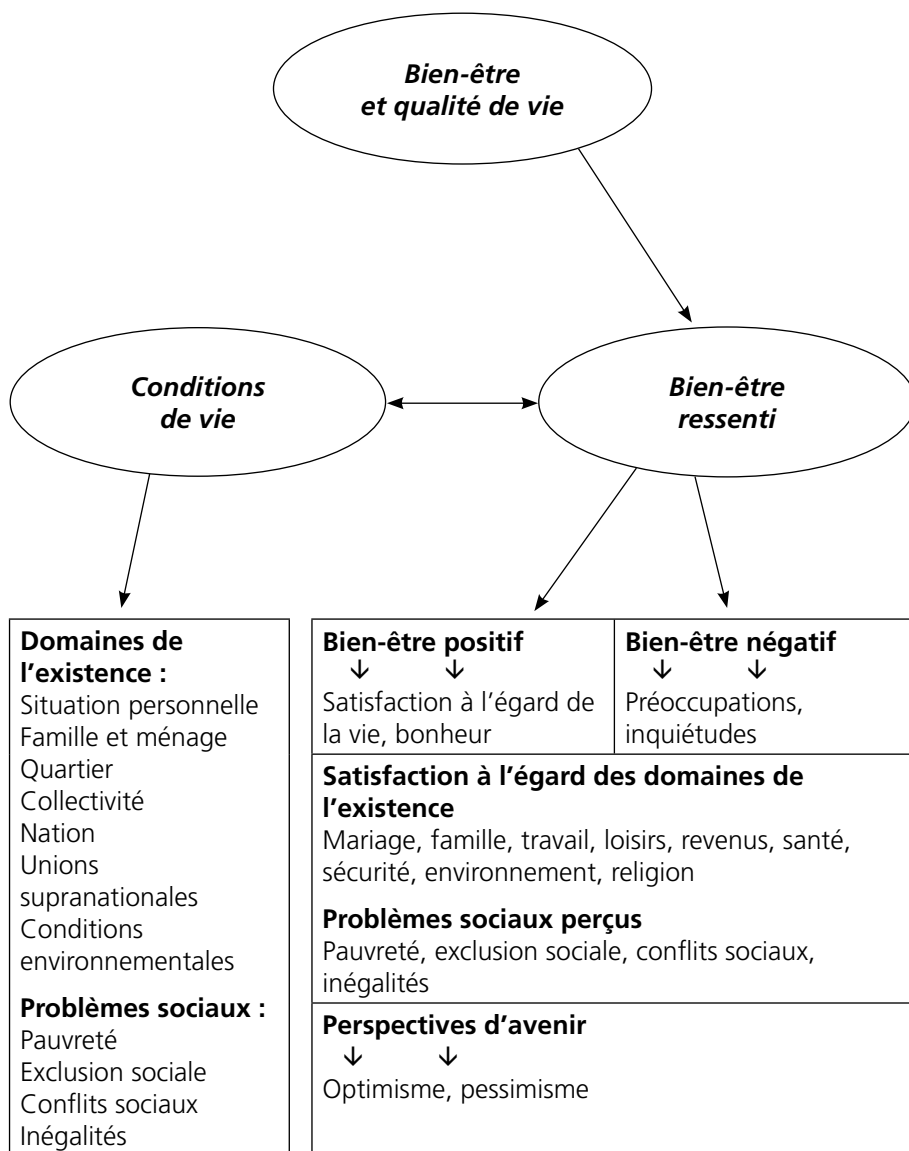 Bien-être
et qualité de vie
Conditions
de vie
Bien-être
ressenti
Domaines de
l’existence :
Situation personnelle
Famille et ménage
Quartier
Collectivité
Nation
Unions
supranationales
Conditions
environnementales
Problèmes sociaux :
Pauvreté
Exclusion sociale
Conflits sociaux
Inégalités
Bien-être positif
Satisfaction à l’égard de
la vie, bonheur
Bien-être négatif
Préoccupations,
inquiétudes
Satisfaction à l’égard des domaines de
l’existence
Mariage, famille, travail, loisirs, revenus, santé,
sécurité, environnement, religion
Problèmes sociaux perçus
Pauvreté, exclusion sociale, conflits sociaux,
inégalités
Perspectives d’avenir
Optimisme, pessimisme